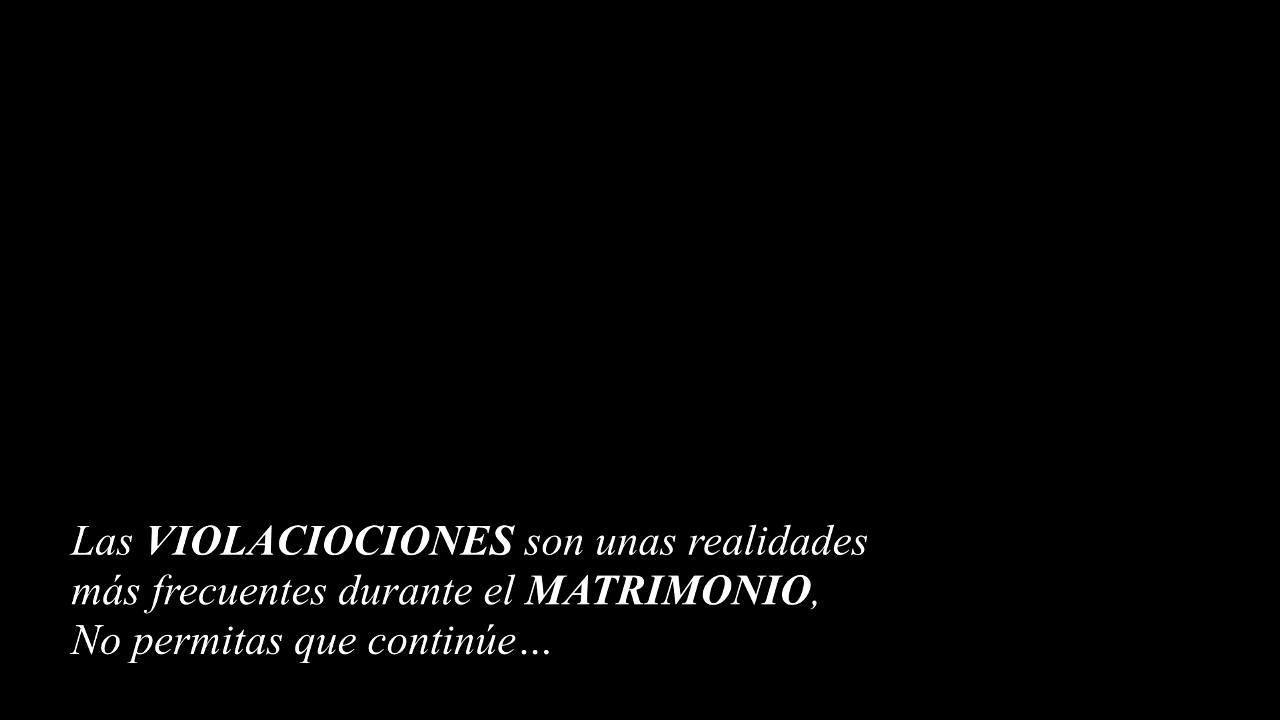 Las VIOLACIOCIONES son unas realidades
más frecuentes durante el MATRIMONIO,
No permitas que continúe…